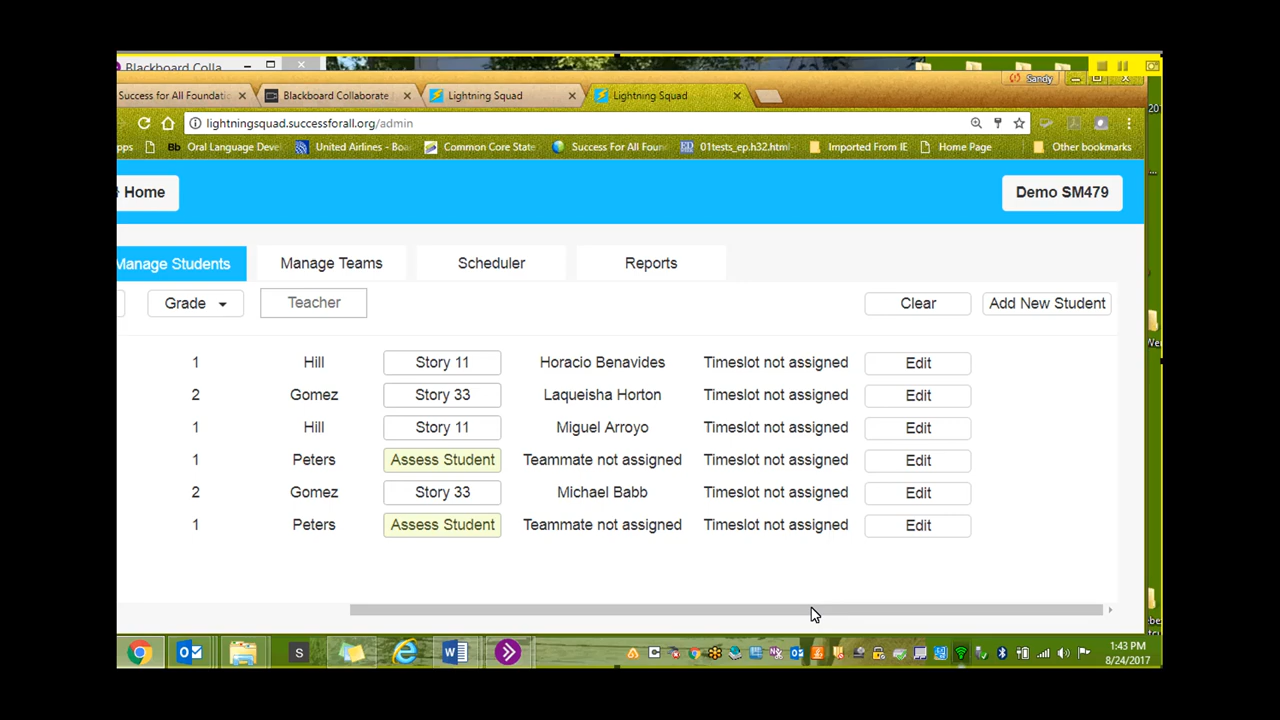 Blackboard Colla
Sandy
Success for All Foundati
Blackboard Collaborate
Lightning Squad
Lightning Squad
lightningsquad.successforall.org/admin
pps
Bb Oral Language Deve
United Airlines - Boa
Common Core State
Success For All Foun
01tests_ep.h32.html
Imported From IE
Home Page
Other bookmarks
Home
Demo SM479
Manage Students
Manage Teams
Scheduler
Reports
Grade
Teacher
Clear
Add New Student
1 Hill Story 11 Horacio Benavides Timeslot not assigned Edit
2 Gomez Story 33 Laqueisha Horton Timeslot not assigned Edit
1 Hill Story 11 Miguel Arroyo Timeslot not assigned Edit
1 Peters Assess Student Teammate not assigned Timeslot not assigned Edit
2 Gomez Story 33 Michael Babb Timeslot not assigned Edit
1 Peters Assess Student Teammate not assigned Timeslot not assigned Edit
S
1:43 PM
8/24/2017